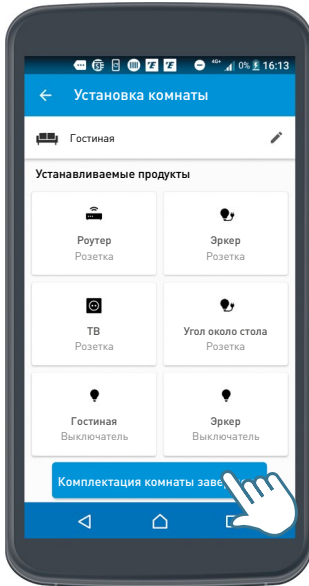 0% 16:13
Установка комнаты
Гостиная
Устанавливаемые продукты
Роутер
Розетка
Эркер
Розетка
ТВ
Розетка
Угол около стола
Розетка
Гостиная
Выключатель
Эркер
Выключатель
Комплектация комнаты